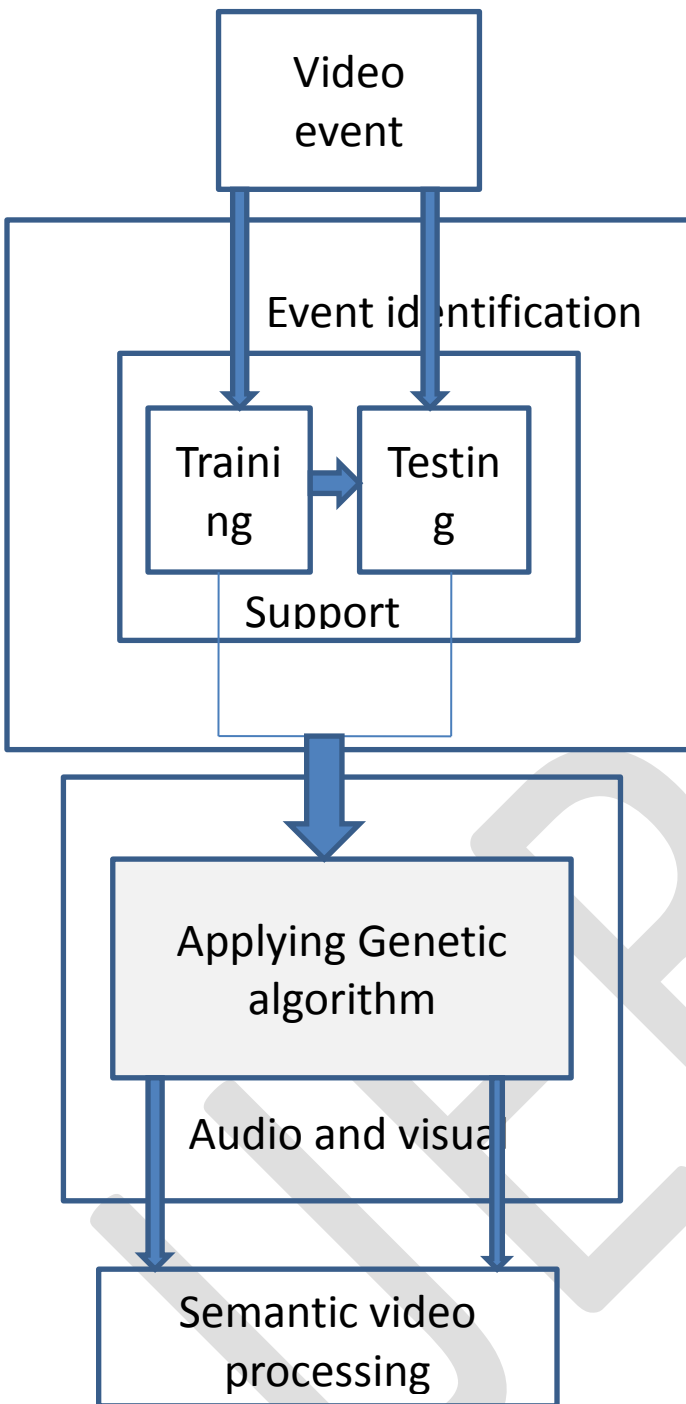 Video
event
Event identification
Traini
ng
Testin
g
Support
Applying Genetic
algorithm
Audio and visual
Semantic video
processing